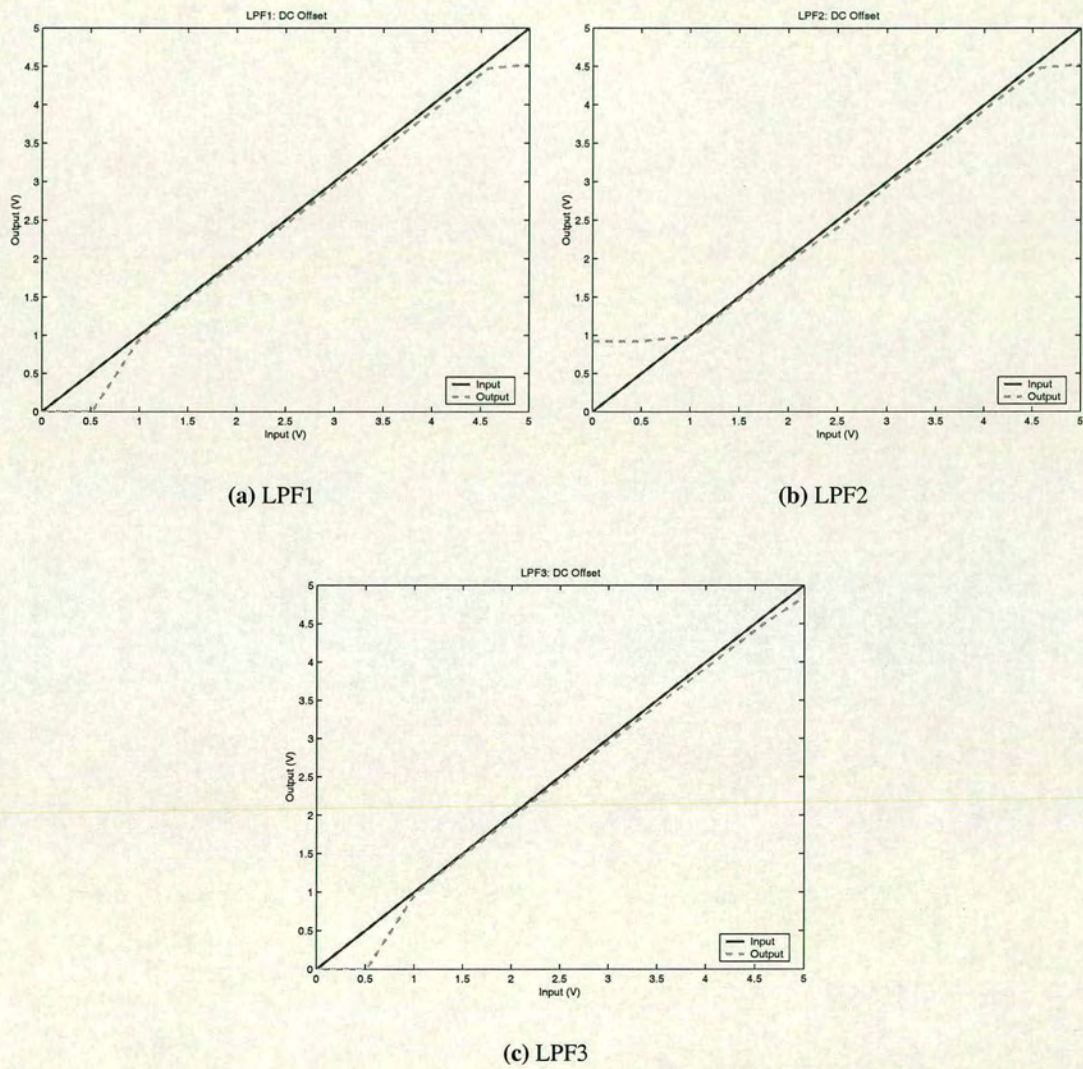 LPF1: DC Offset
5
4.5
4
3.5
3
2.5
2
1.5
1
0.5
0
Output (V)
0 0.5 1 1.5 2 2.5 3 3.5 4 4.5 5
Input (V)
Input
Output
(a) LPF1
LPF2: DC Offset
5
4.5
4
3.5
3
2.5
2
1.5
1
0.5
0
Output (V)
0 0.5 1 1.5 2 2.5 3 3.5 4 4.5 5
Input (V)
Input
Output
(b) LPF2
LPF3: DC Offset
5
4.5
4
3.5
3
2.5
2
1.5
1
0.5
0
Output (V)
0 0.5 1 1.5 2 2.5 3 3.5 4 4.5 5
Input (V)
Input
Output
(c) LPF3